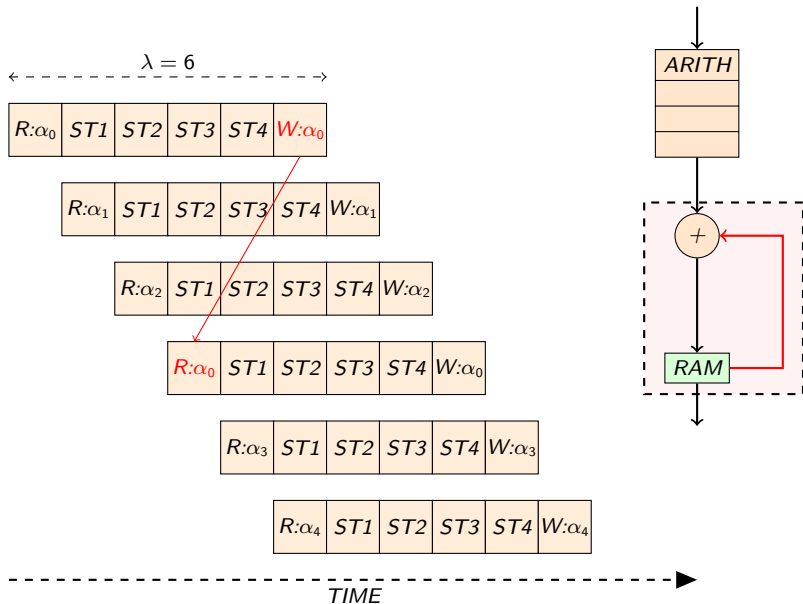 λ = 6
R:α₀ ST1 ST2 ST3 ST4 W:α₀
R:α₁ ST1 ST2 ST3 ST4 W:α₁
R:α₂ ST1 ST2 ST3 ST4 W:α₂
R:α₀ ST1 ST2 ST3 ST4 W:α₀
R:α₃ ST1 ST2 ST3 ST4 W:α₃
R:α₄ ST1 ST2 ST3 ST4 W:α₄
TIME
ARITH
+
RAM